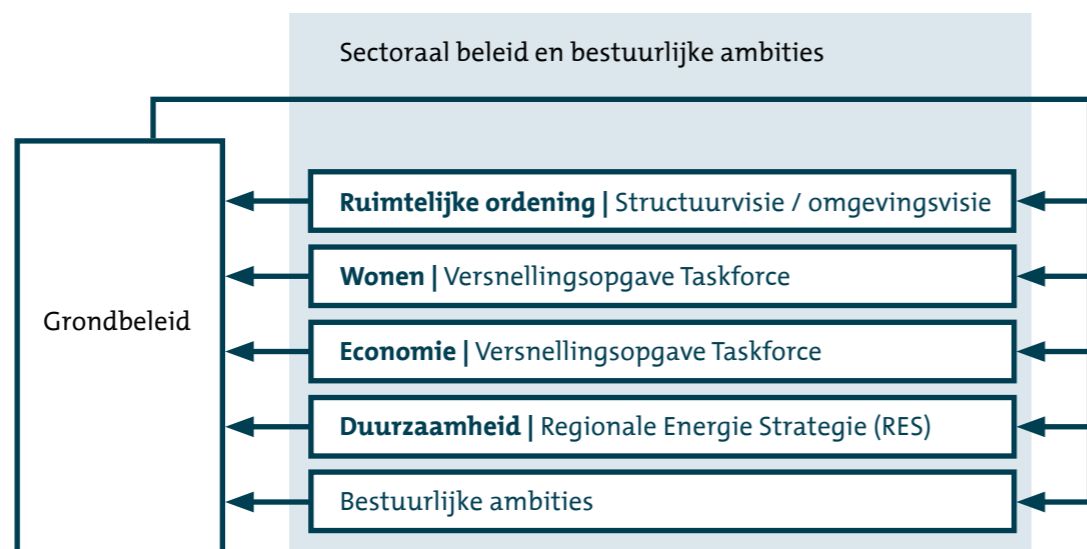 Sectoraal beleid en bestuurlijke ambities
Ruimtelijke ordening | Structuurvisie / omgevingsvisie
Wonen | Versnellingsopgave Taskforce
Grondbeleid
Economie | Versnellingsopgave Taskforce
Duurzaamheid | Regionale Energie Strategie (RES)
Bestuurlijke ambities